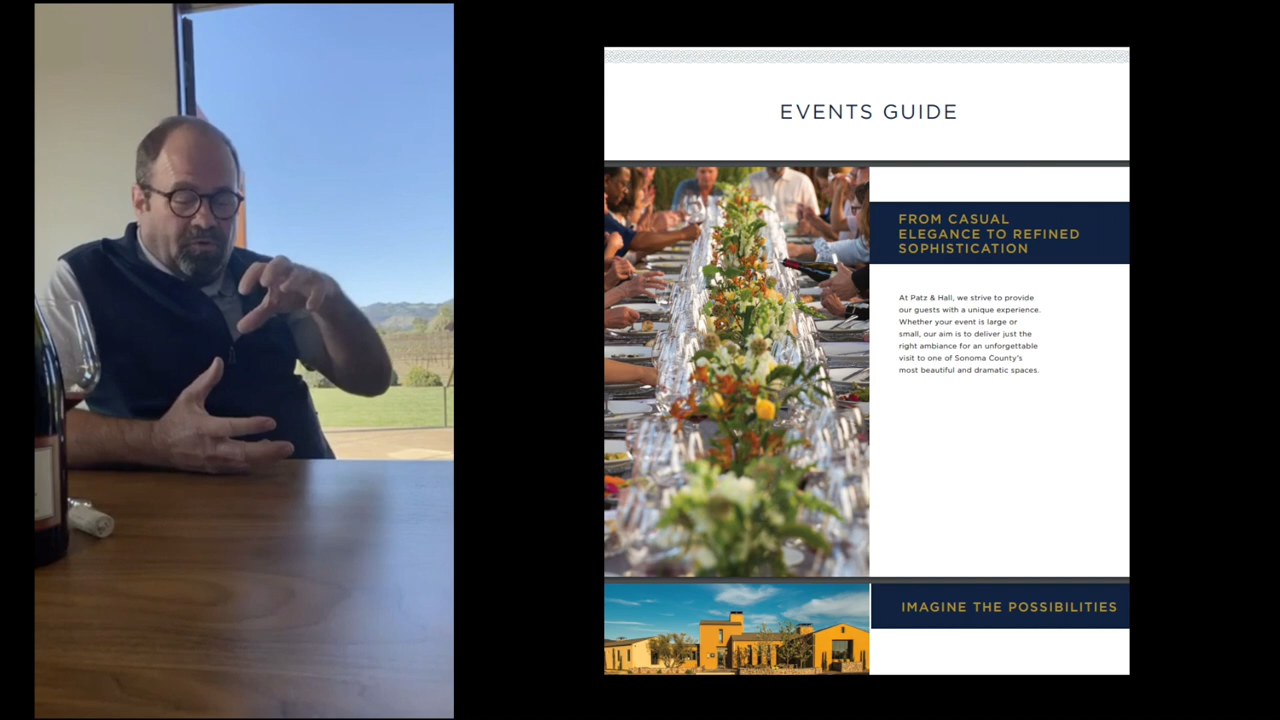 EVENTS GUIDE
FROM CASUAL
ELEGANCE TO REFINED
SOPHISTICATION
At Patz & Hall, we strive to provide
our guests with a unique experience.
Whether your event is large or
small, our aim is to deliver just the
right ambiance for an unforgettable
visit to one of Sonoma County's
most beautiful and dramatic spaces.
IMAGINE THE POSSIBILITIES